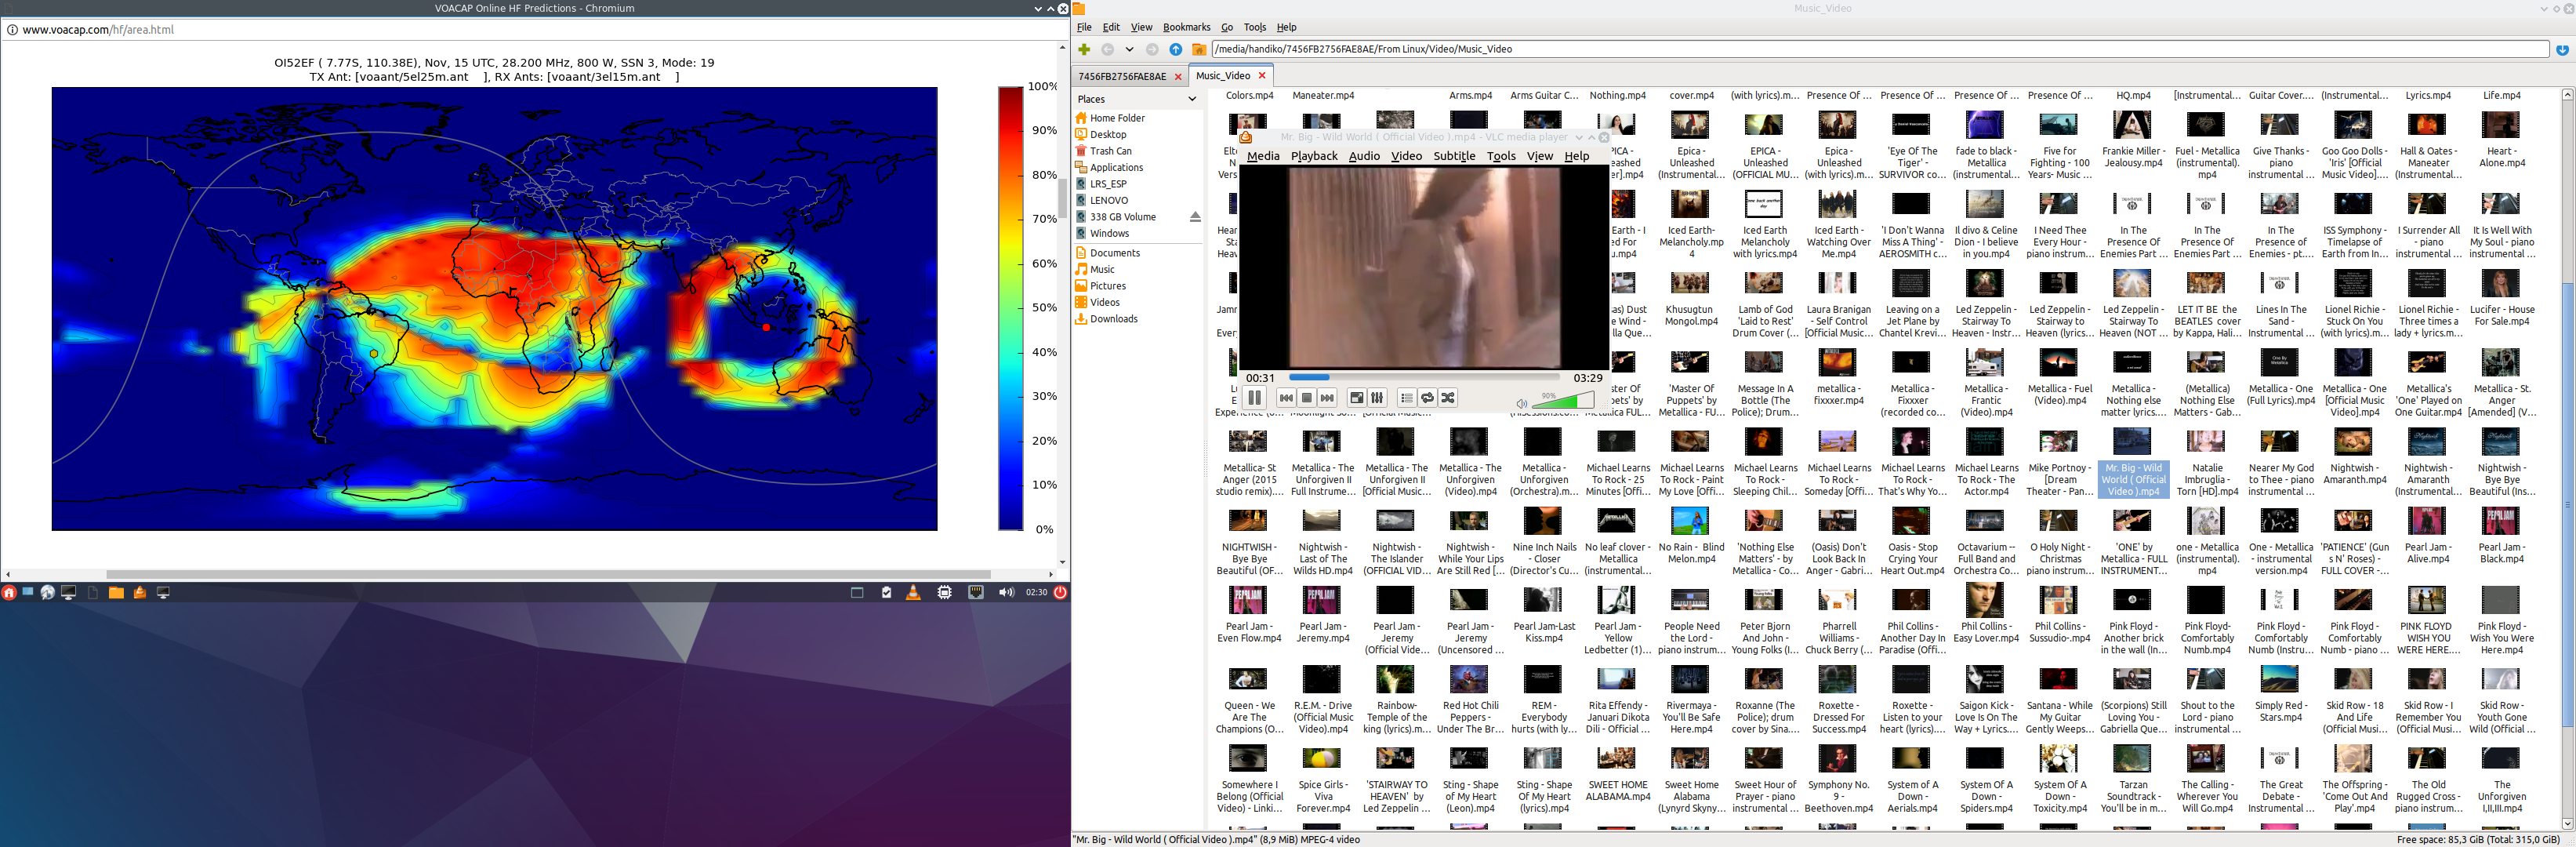 VOACAP Online HF Predictions - Chromium
www.voacap.com/hf/area.html
OI52EF ( 7.77S, 110.38E), Nov, 15 UTC, 28.200 MHz, 800 W, SSN 3, Mode: 19
TX Ant: [voaant/5el25m.ant    ], RX Ants: [voaant/3el15m.ant    ]
100%
90%
80%
70%
60%
50%
40%
30%
20%
10%
0%
02:30
Music_Video
File Edit View Bookmarks Go Tools Help
/media/handiko/7456FB2756FAE8AE/From Linux/Video/Music_Video
7456FB2756FAE8AE
Music_Video
Places
Home Folder
Desktop
Trash Can
Applications
LRS_ESP
LENOVO
338 GB Volume
Windows
Documents
Music
Pictures
Videos
Downloads
Mr. Big - Wild World ( Official Video ).mp4 - VLC media player
Media Playback Audio Video Subtitle Tools View Help
00:31
03:29
90%
Colors.mp4 Maneater.mp4 Arms.mp4 Arms Guitar C... Nothing.mp4 cover.mp4 (with lyrics).m... Presence Of ... Presence Of ... Presence Of ... Presence Of ... HQ.mp4 [Instrumental... Guitar Cover.... (Instrumental... Lyrics.mp4 Life.mp4
Epica - Unleashed (Instrumental...
EPICA - Unleashed (OFFICIAL MU...
Epica - Unleashed (with lyrics).m...
'Eye Of The Tiger' - SURVIVOR co...
fade to black - Metallica (instrumental...
Five for Fighting - 100 Years- Music ...
Frankie Miller - Jealousy.mp4
Fuel - Metallica (instrumental).mp4
Give Thanks - piano instrumental ...
Goo Goo Dolls - 'Iris' [Official Music Video]....
Hall & Oates - Maneater (Instrumental...
Heart - Alone.mp4
Iced Earth- Melancholy.mp4
Iced Earth Melancholy with lyrics.mp4
Iced Earth - Watching Over Me.mp4
'I Don't Wanna Miss A Thing' - AEROSMITH c...
Il divo & Celine Dion - I believe in you.mp4
I Need Thee Every Hour - piano instrum...
In The Presence Of Enemies Part ...
In The Presence Of Enemies Part ...
In The Presence of Enemies - pt....
ISS Symphony - Timelapse of Earth from In...
I Surrender All - piano instrumental ...
It Is Well With My Soul - piano instrumental ...
Khusugtun Mongol.mp4
Lamb of God 'Laid to Rest' Drum Cover (...
Laura Branigan - Self Control [Official Music...
Leaving on a Jet Plane by Chantel Krevi...
Led Zeppelin - Stairway To Heaven - Instr...
Led Zeppelin - Stairway to Heaven (lyrics)...
Led Zeppelin - Stairway To Heaven (NOT ...
LET IT BE the BEATLES cover by Kappa, Hali...
Lines In The Sand - Instrumental ...
Lionel Richie - Stuck On You (with lyrics).m...
Lionel Richie - Three times a lady + lyrics.m...
Lucifer - House For Sale.mp4
'Master Of Puppets' by Metallica - FU...
Message In A Bottle (The Police); Drum...
metallica - fixxxer.mp4
Metallica - Fixxxer (recorded co...
Metallica - Frantic (Video).mp4
Metallica - Fuel (Video).mp4
Metallica - Nothing else matter lyrics....
(Metallica) Nothing Else Matters - Gab...
Metallica - One (Full Lyrics).mp4
Metallica - One [Official Music Video].mp4
Metallica's 'One' Played on One Guitar.mp4
Metallica - St. Anger [Amended] (V...
Metallica- St Anger (2015 studio remix)....
Metallica - The Unforgiven II Full Instrume...
Metallica - The Unforgiven II [Official Music...
Metallica - The Unforgiven (Video).mp4
Metallica - Unforgiven (Orchestra).m...
Michael Learns To Rock - 25 Minutes [Offi...
Michael Learns To Rock - Paint My Love [Offi...
Michael Learns To Rock - Sleeping Chil...
Michael Learns To Rock - Someday [Offi...
Michael Learns To Rock - That's Why Yo...
Michael Learns To Rock - The Actor.mp4
Mike Portnoy - [Dream Theater - Pan...
Mr. Big - Wild World ( Official Video ).mp4
Natalie Imbruglia - Torn [HD].mp4
Nearer My God to Thee - piano instrumental ...
Nightwish - Amaranth.mp4
Nightwish - Amaranth (Instrumental...
Nightwish - Bye Bye Beautiful (Ins...
NIGHTWISH - Bye Bye Beautiful (OF...
Nightwish - Last of The Wilds HD.mp4
Nightwish - The Islander (OFFICIAL VID...
Nightwish - While Your Lips Are Still Red [...
Nine Inch Nails - Closer (Director's Cu...
No leaf clover - Metallica (instrumental...
No Rain - Blind Melon.mp4
'Nothing Else Matters' - by Metallica - Co...
(Oasis) Don't Look Back In Anger - Gabri...
Oasis - Stop Crying Your Heart Out.mp4
Octavarium -- Full Band and Orchestra Co...
O Holy Night - Christmas piano instrum...
'ONE' by Metallica - FULL INSTRUMENT...
one - Metallica (instrumental).mp4
One - Metallica - instrumental version.mp4
'PATIENCE' (Guns N' Roses) - FULL COVER -...
Pearl Jam - Alive.mp4
Pearl Jam - Black.mp4
Pearl Jam - Even Flow.mp4
Pearl Jam - Jeremy.mp4
Pearl Jam - Jeremy (Official Vide...
Pearl Jam - Jeremy (Uncensored ...
Pearl Jam-Last Kiss.mp4
Pearl Jam - Yellow Ledbetter (1)...
People Need the Lord - piano instrum...
Peter Bjorn And John - Young Folks (I...
Pharrell Williams - Chuck Berry (...
Phil Collins - Another Day In Paradise (Offi...
Phil Collins - Easy Lover.mp4
Phil Collins - Sussudio-.mp4
Pink Floyd - Another brick in the wall (In...
Pink Floyd- Comfortably Numb.mp4
Pink Floyd - Comfortably Numb (Instru...
Pink Floyd - Comfortably Numb - piano ...
PINK FLOYD WISH YOU WERE HERE....
Pink Floyd - Wish You Were Here.mp4
Queen - We Are The Champions (O...
R.E.M. - Drive (Official Music Video).mp4
Rainbow- Temple of the king (lyrics).m...
Red Hot Chili Peppers - Under The Br...
REM - Everybody hurts (with ly...
Rita Effendy - Januari Dikota Dili - Official ...
Rivermaya - You'll Be Safe Here.mp4
Roxanne (The Police); drum cover by Sina....
Roxette - Dressed For Success.mp4
Roxette - Listen to your heart (lyrics)....
Saigon Kick - Love Is On The Way + Lyrics....
Santana - While My Guitar Gently Weeps...
(Scorpions) Still Loving You - Gabriella Que...
Shout to the Lord - piano instrumental ...
Simply Red - Stars.mp4
Skid Row - 18 And Life (Official Musi...
Skid Row - I Remember You (Official Musi...
Skid Row - Youth Gone Wild (Official ...
Somewhere I Belong (Official Video) - Linki...
Spice Girls - Viva Forever.mp4
'STAIRWAY TO HEAVEN' by Led Zeppelin ...
Sting - Shape of My Heart (Leon).mp4
Sting - Shape Of My Heart (lyrics).mp4
SWEET HOME ALABAMA.mp4
Sweet Home Alabama (Lynyrd Skyny...
Sweet Hour of Prayer - piano instrumental ...
Symphony No. 9 - Beethoven.mp4
System of A Down - Aerials.mp4
System Of A Down - Spiders.mp4
System Of A Down - Toxicity.mp4
Tarzan Soundtrack - You'll be in m...
The Calling - Wherever You Will Go.mp4
The Great Debate - Instrumental ...
The Offspring - 'Come Out And Play'.mp4
The Old Rugged Cross - piano instrum...
The Unforgiven I,II,III.mp4
"Mr. Big - Wild World ( Official Video ).mp4" (8,9 MiB) MPEG-4 video
Free space: 85,3 GiB (Total: 315,0 GiB)